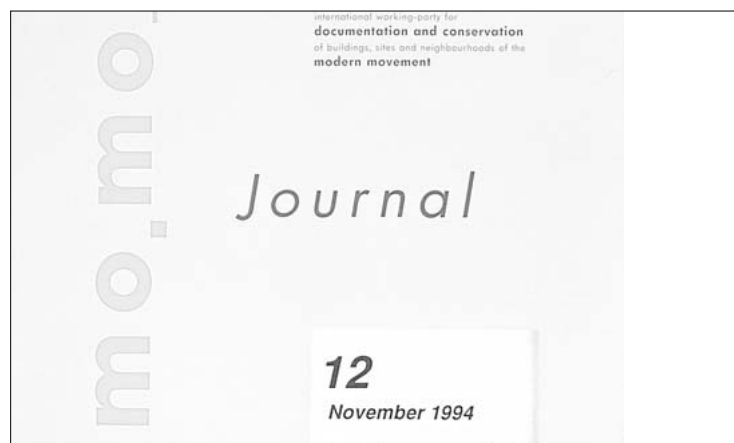 international working-party for
documentation and conservation
of buildings, sites and neighbourhoods of the
modern movement
mo.mo.
Journal
12
November 1994